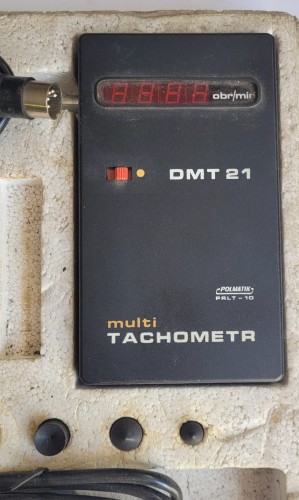 obr/min
DMT 21
POLMATIK
PRLT-10
multi
TACHOMETR